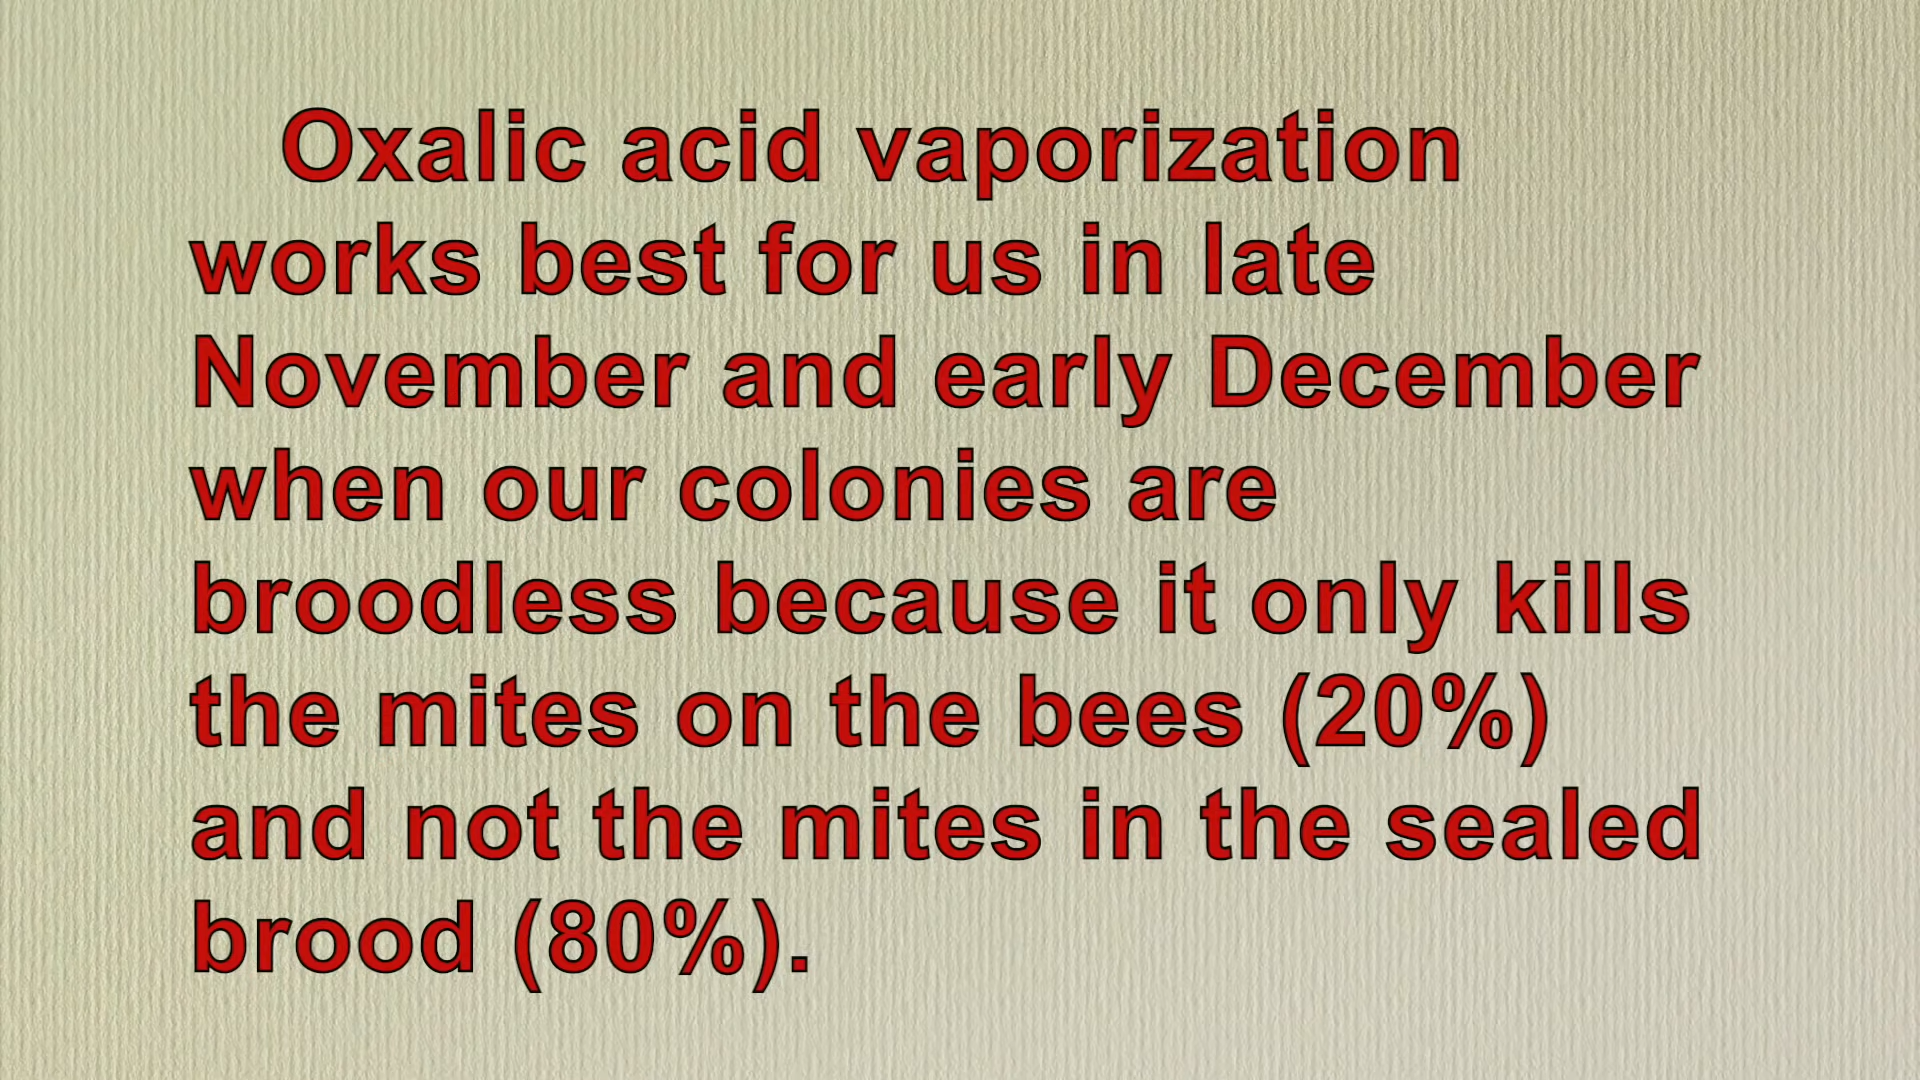 Oxalic acid vaporization
works best for us in late
November and early December
when our colonies are
broodless because it only kills
the mites on the bees (20%)
and not the mites in the sealed
brood (80%).